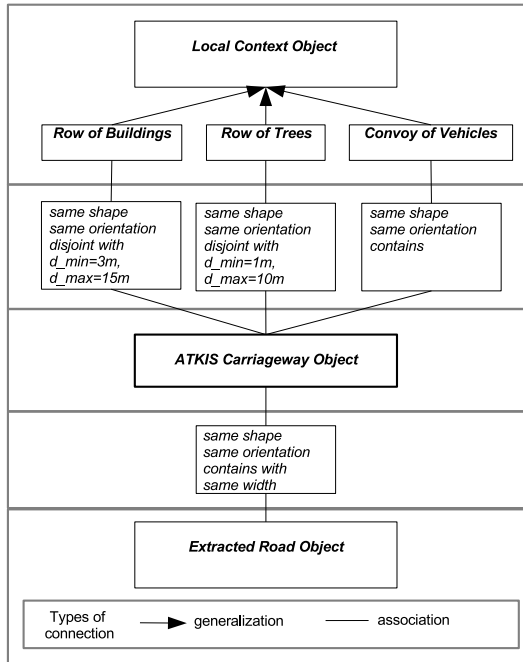 Local Context Object
Row of Buildings
Row of Trees
Convoy of Vehicles
same shape
same orientation
disjoint with
d_min=3m,
d_max=15m
same shape
same orientation
disjoint with
d_min=1m,
d_max=10m
same shape
same orientation
contains
ATKIS Carriageway Object
same shape
same orientation
contains with
same width
Extracted Road Object
Types of
connection
generalization
association